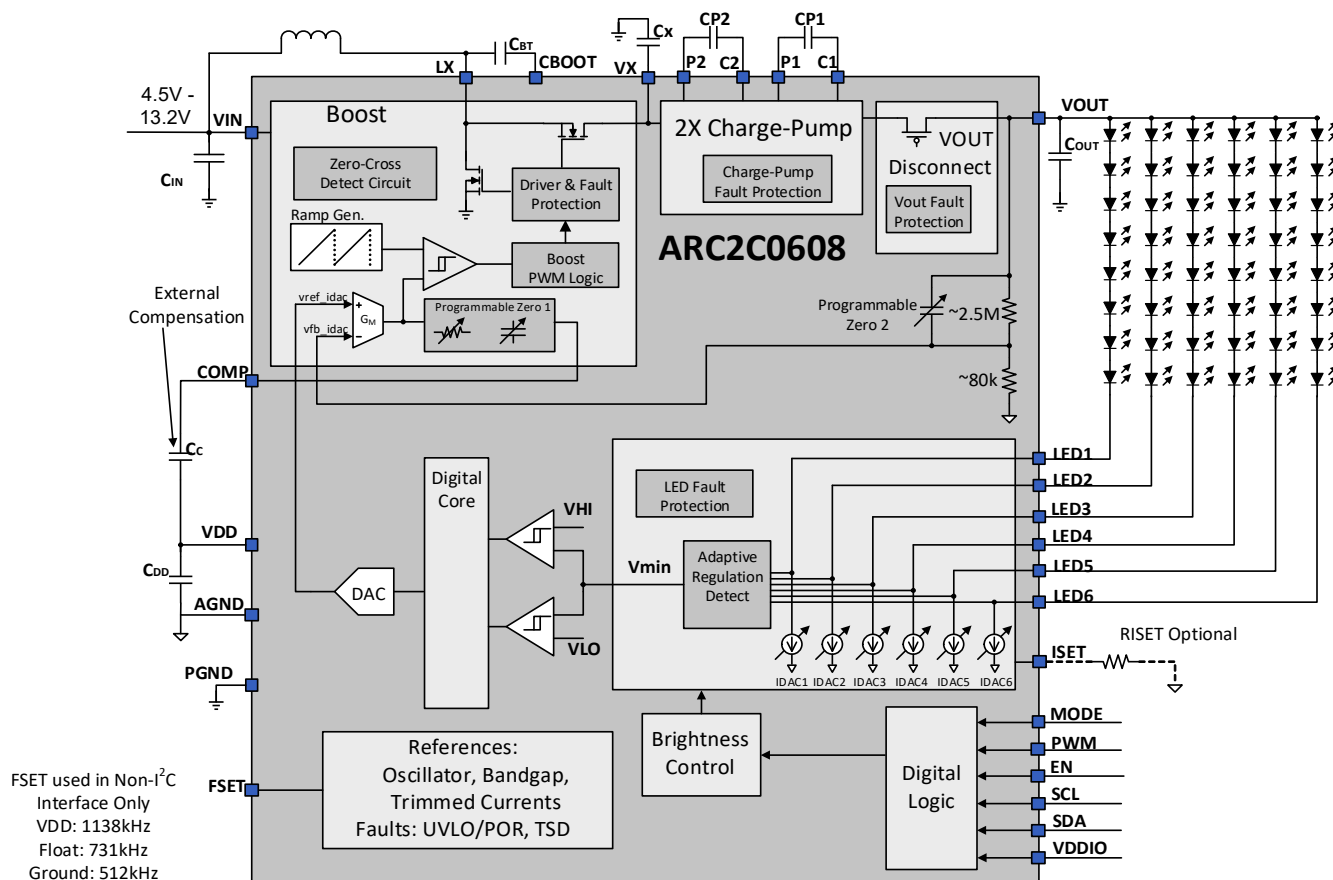 CBT
LX
CBOOT
Cx
VX
CP2
P2
C2
CP1
P1
C1
4.5V -
13.2V
VIN
CIN
Boost
Zero-Cross
Detect Circuit
Driver & Fault
Protection
Ramp Gen.
Boost
PWM Logic
vref_idac
+
GM
vfb_idac
−
Programmable Zero 1
2X Charge-Pump
Charge-Pump
Fault Protection
VOUT
Disconnect
Vout Fault
Protection
VOUT
COUT
ARC2C0608
Programmable
Zero 2
~2.5M
~80k
External
Compensation
COMP
CC
VDD
CDD
AGND
PGND
Digital
Core
DAC
VHI
VLO
Vmin
LED Fault
Protection
Adaptive
Regulation
Detect
LED1
LED2
LED3
LED4
LED5
LED6
IDAC1 IDAC2 IDAC3 IDAC4 IDAC5 IDAC6
ISET
RISET Optional
References:
Oscillator, Bandgap,
Trimmed Currents
Faults: UVLO/POR, TSD
FSET
FSET used in Non-I²C
Interface Only
VDD: 1138kHz
Float: 731kHz
Ground: 512kHz
Brightness
Control
Digital
Logic
MODE
PWM
EN
SCL
SDA
VDDIO